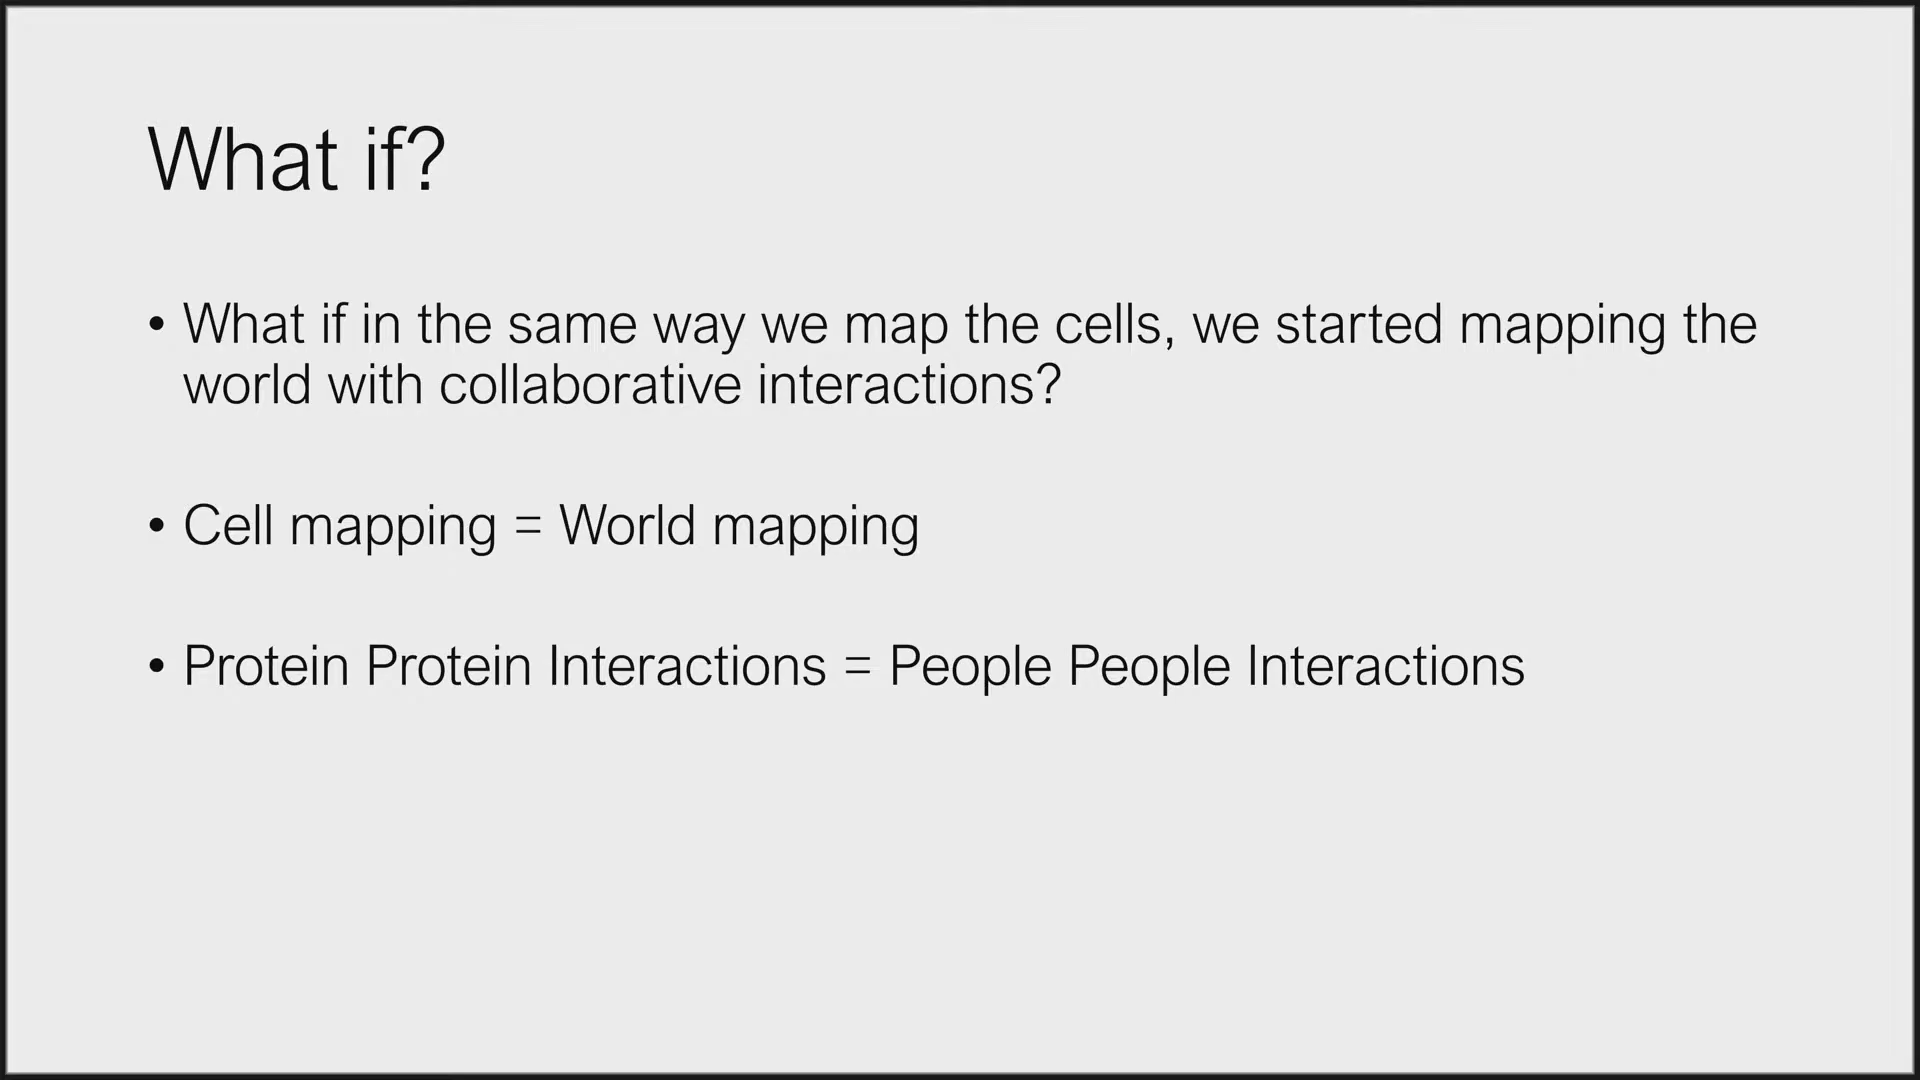 What if?
• What if in the same way we map the cells, we started mapping the
world with collaborative interactions?
• Cell mapping = World mapping
• Protein Protein Interactions = People People Interactions